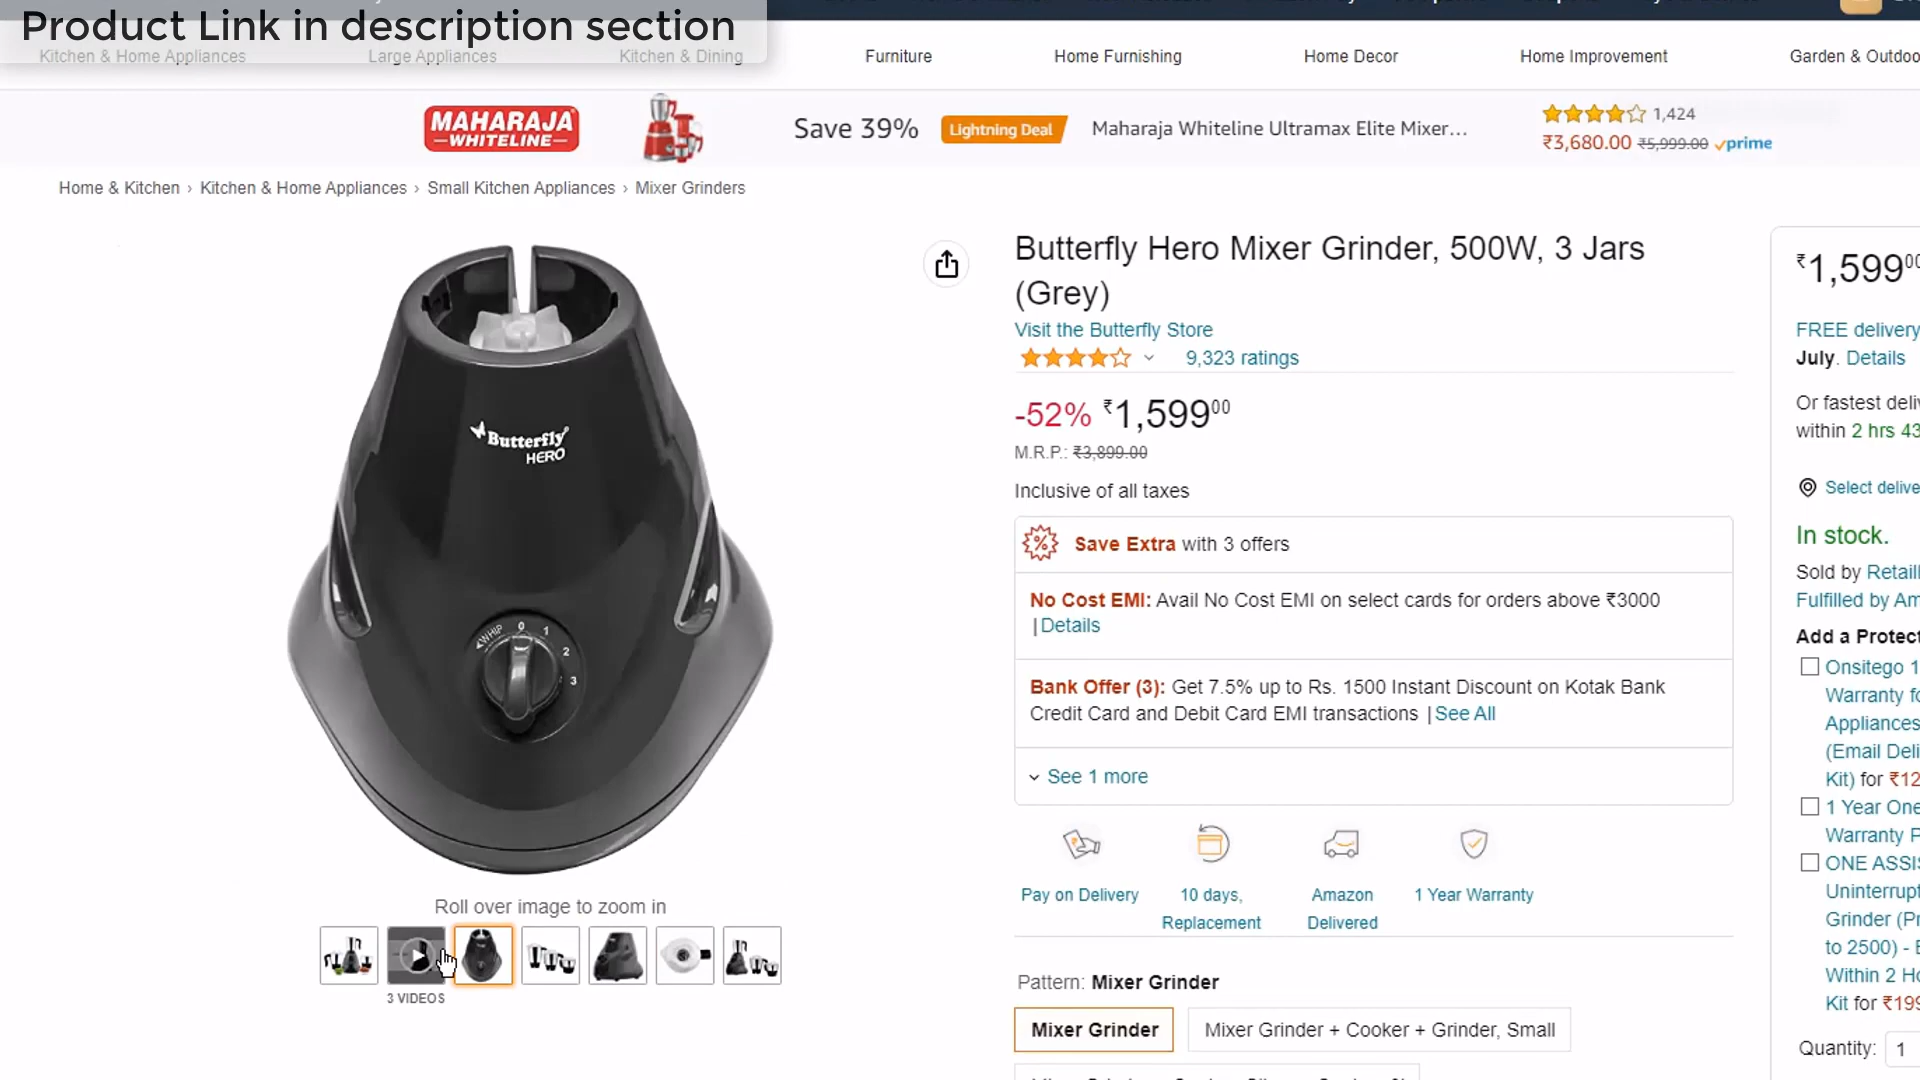 Product Link in description section
Kitchen & Home Appliances
Large Appliances
Kitchen & Dining
Furniture
Home Furnishing
Home Decor
Home Improvement
Garden & Outdoo
MAHARAJA
WHITELINE
Save 39%
Lightning Deal
Maharaja Whiteline Ultramax Elite Mixer...
1,424
₹3,680.00 ₹5,999.00 prime
Home & Kitchen › Kitchen & Home Appliances › Small Kitchen Appliances › Mixer Grinders
Butterfly
HERO
WHIP 0 1 2 3
Roll over image to zoom in
3 VIDEOS
Butterfly Hero Mixer Grinder, 500W, 3 Jars
(Grey)
Visit the Butterfly Store
9,323 ratings
-52% ₹1,59900
M.R.P.: ₹3,899.00
Inclusive of all taxes
Save Extra with 3 offers
No Cost EMI: Avail No Cost EMI on select cards for orders above ₹3000
| Details
Bank Offer (3): Get 7.5% up to Rs. 1500 Instant Discount on Kotak Bank
Credit Card and Debit Card EMI transactions | See All
See 1 more
Pay on Delivery
10 days,
Replacement
Amazon
Delivered
1 Year Warranty
Pattern: Mixer Grinder
Mixer Grinder
Mixer Grinder + Cooker + Grinder, Small
₹1,59900
FREE delivery
July. Details
Or fastest deli
within 2 hrs 43
Select delive
In stock.
Sold by Retail
Fulfilled by Am
Add a Protect
Onsitego 1
Warranty fo
Appliances
(Email Deli
Kit) for ₹12
1 Year One
Warranty P
ONE ASSIS
Uninterrupt
Grinder (Pr
to 2500) - E
Within 2 Ho
Kit for ₹199
Quantity: 1